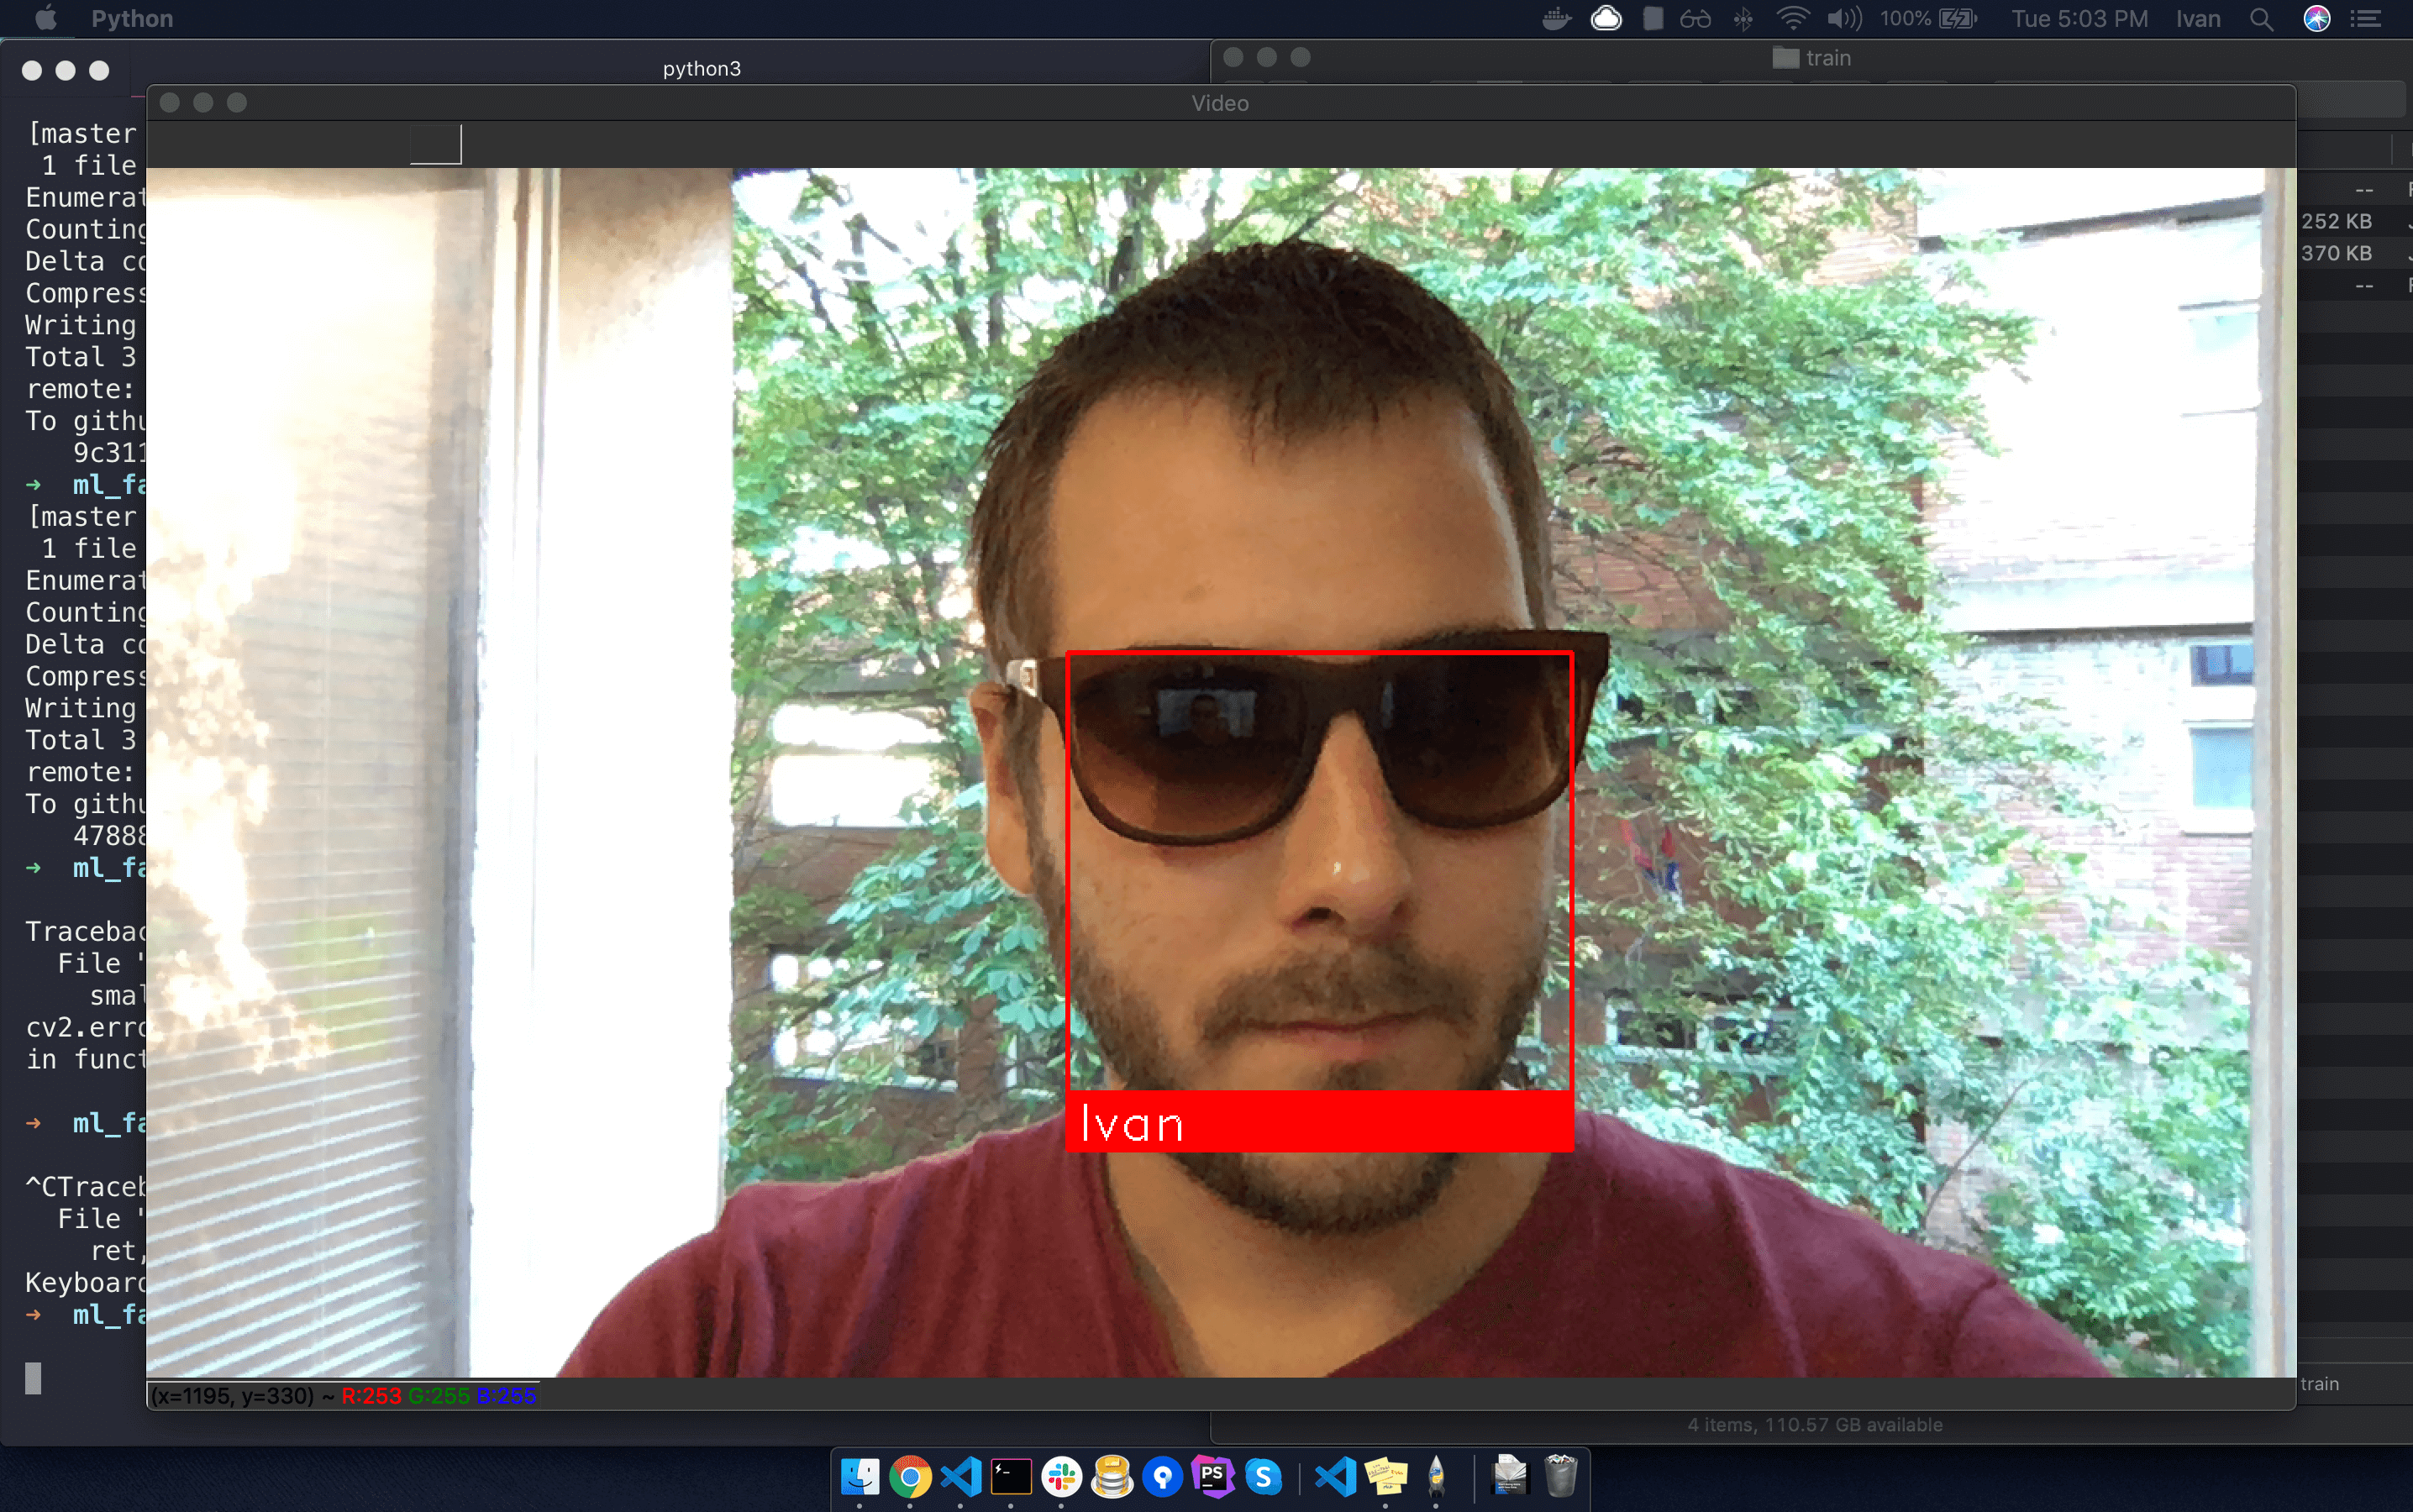 Python
100%
Tue 5:03 PM
Ivan
python3
train
Video
[master
1 file
Enumerat
Counting
Delta co
Compress
Writing
Total 3
remote:
To githu
9c311
→ ml_fa
[master
1 file
Enumerat
Counting
Delta co
Compress
Writing
Total 3
remote:
To githu
47888
→ ml_fa
Tracebac
File "
smal
cv2.erro
in funct
→ ml_fa
^CTraceb
File "
ret,
Keyboard
→ ml_fa
--
252 KB
370 KB
--
Ivan
(x=1195, y=330) ~ R:253 G:255 B:255
train
4 items, 110.57 GB available
PS
S